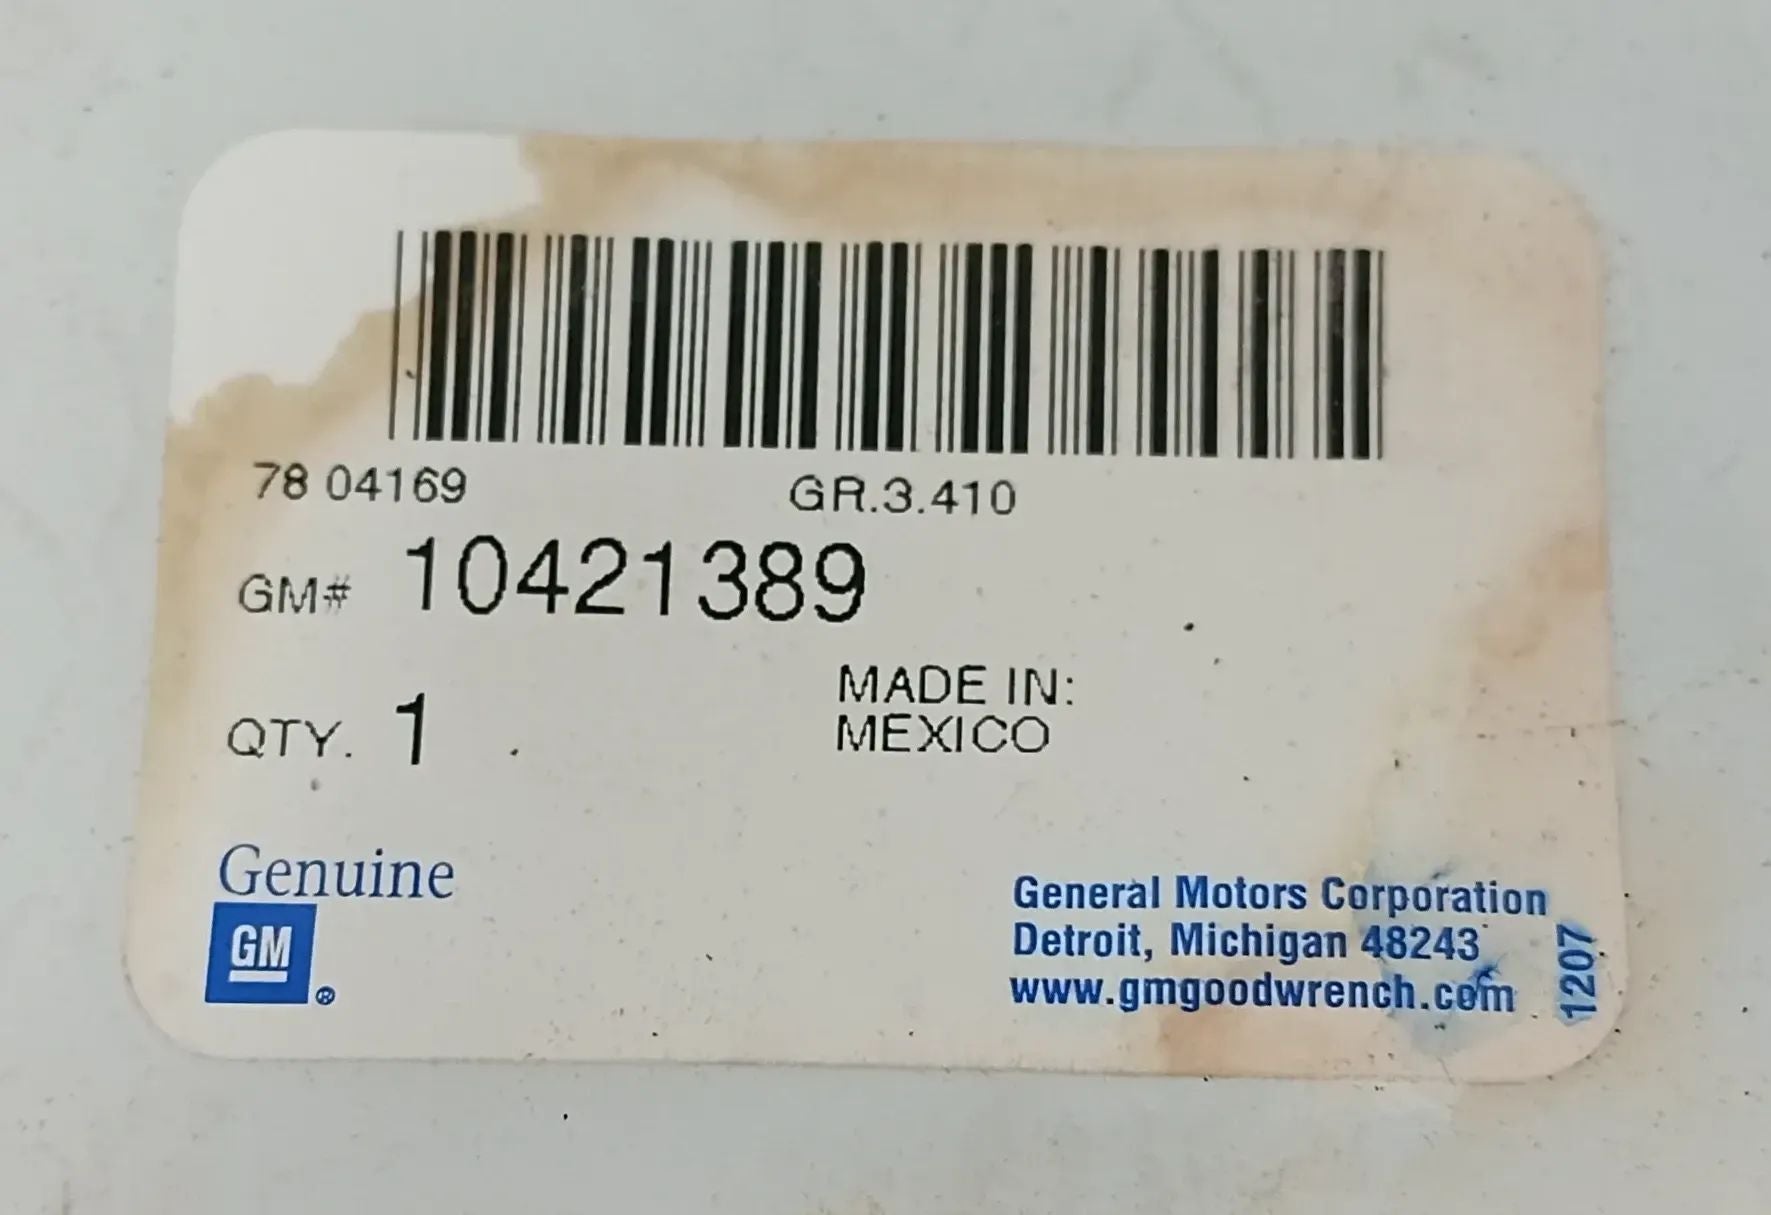 78 04169 GR.3.410
GM# 10421389
QTY. 1
MADE IN:
MEXICO
Genuine
GM
®
General Motors Corporation
Detroit, Michigan 48243
www.gmgoodwrench.com
1207